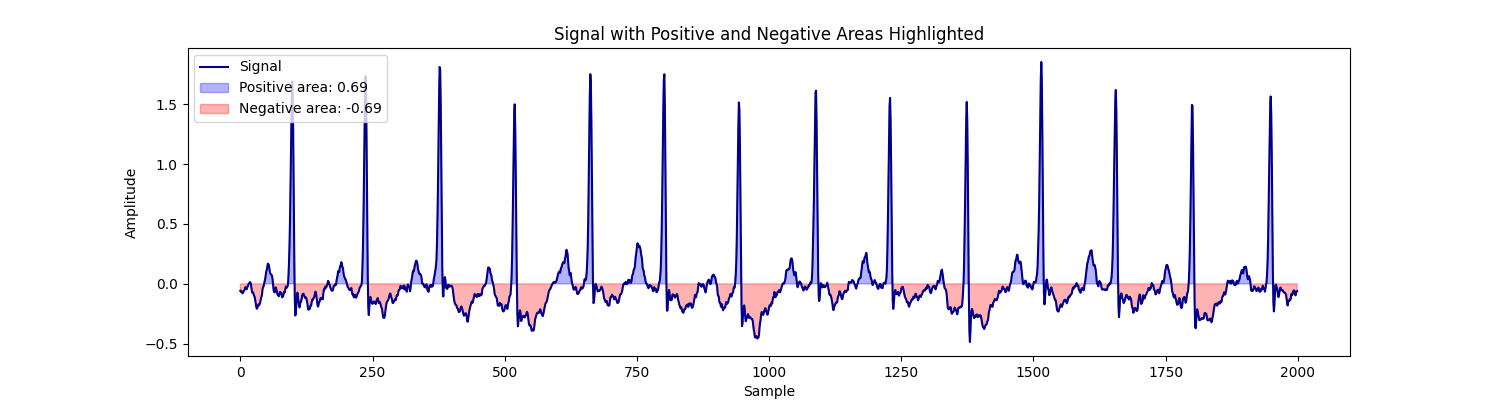 Signal with Positive and Negative Areas Highlighted
Signal
Positive area: 0.69
Negative area: -0.69
Amplitude
1.5
1.0
0.5
0.0
−0.5
0 250 500 750 1000 1250 1500 1750 2000
Sample